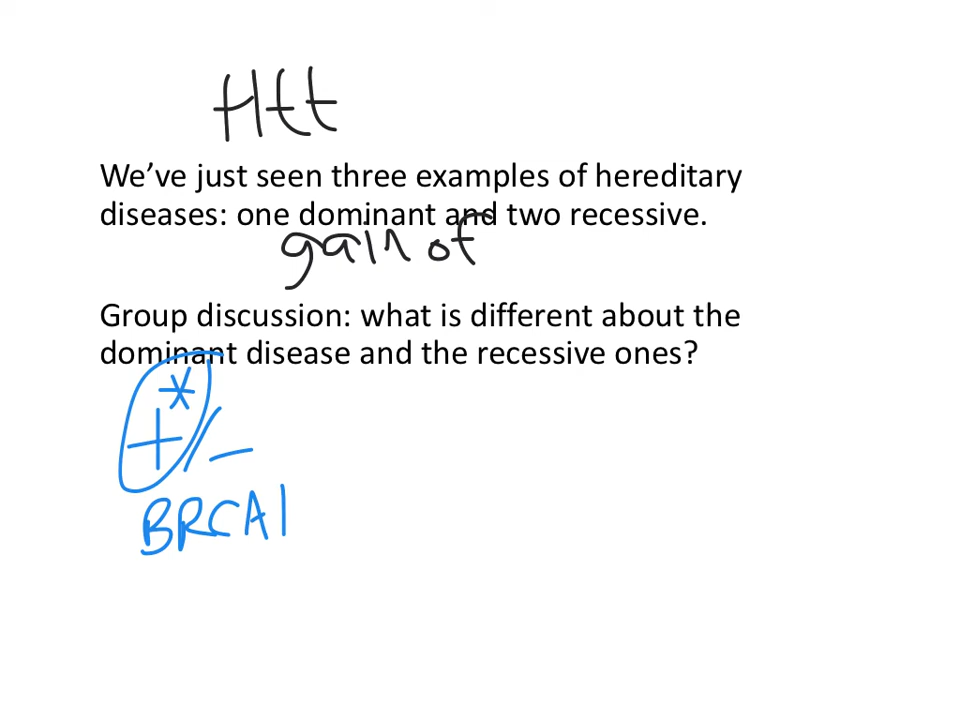 Htt
We’ve just seen three examples of hereditary
diseases: one dominant and two recessive.
gain of
Group discussion: what is different about the
dominant disease and the recessive ones?
+*/-
BRCA1